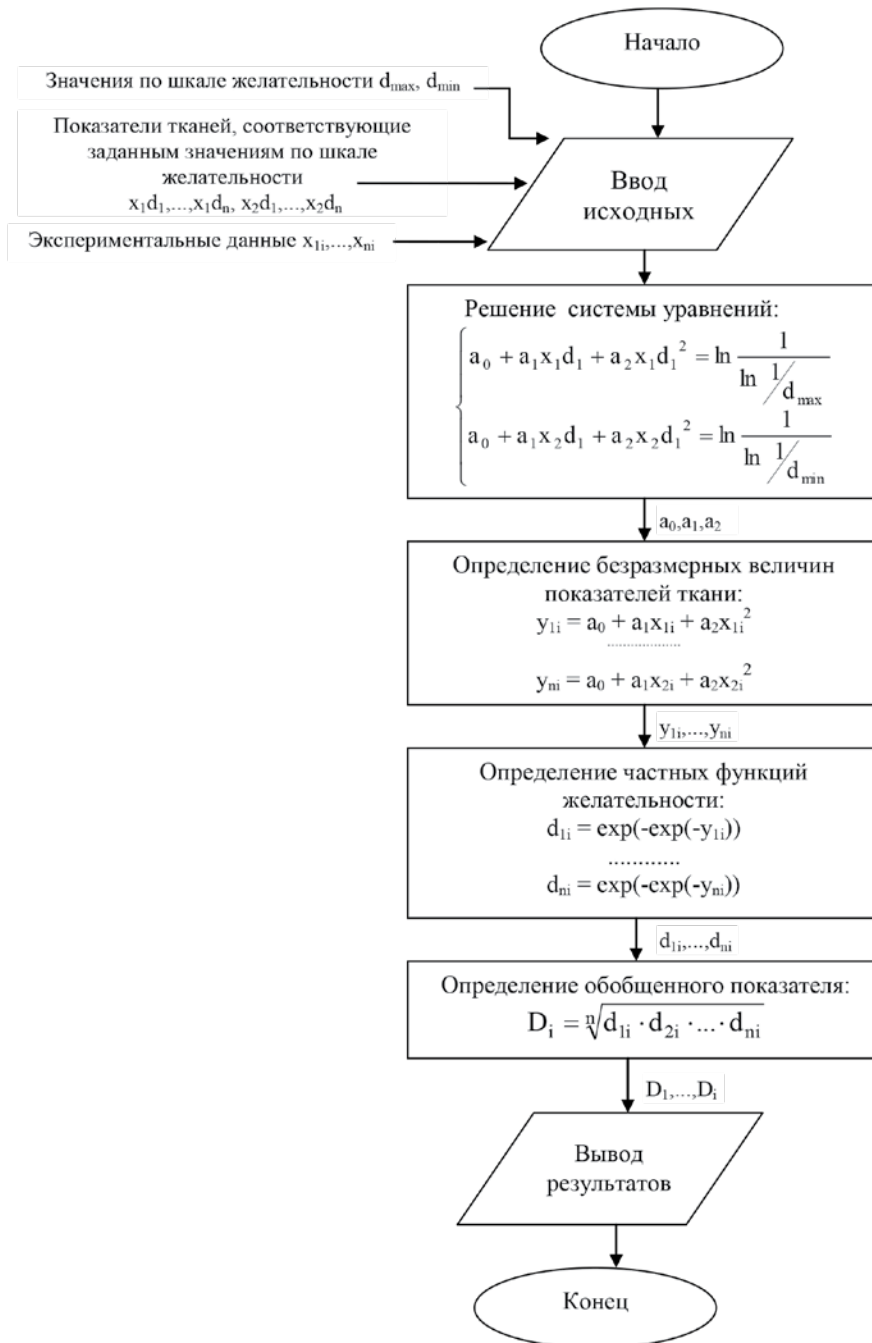 Начало
Значения по шкале желательности d_max, d_min
Показатели тканей, соответствующие
заданным значениям по шкале
желательности
x₁d₁,...,x₁dₙ, x₂d₁,...,x₂dₙ
Экспериментальные данные x₁ᵢ,...,xₙᵢ
Ввод
исходных
Решение системы уравнений:
a₀ + a₁x₁d₁ + a₂x₁d₁² = ln 1/(ln 1/d_max)
a₀ + a₁x₂d₁ + a₂x₂d₁² = ln 1/(ln 1/d_min)
a₀,a₁,a₂
Определение безразмерных величин
показателей ткани:
y₁ᵢ = a₀ + a₁x₁ᵢ + a₂x₁ᵢ²
....................
yₙᵢ = a₀ + a₁x₂ᵢ + a₂x₂ᵢ²
y₁ᵢ,...,yₙᵢ
Определение частных функций
желательности:
d₁ᵢ = exp(-exp(-y₁ᵢ))
............
dₙᵢ = exp(-exp(-yₙᵢ))
d₁ᵢ,...,dₙᵢ
Определение обобщенного показателя:
Dᵢ = ⁿ√(d₁ᵢ · d₂ᵢ · ... · dₙᵢ)
D₁,...,Dᵢ
Вывод
результатов
Конец